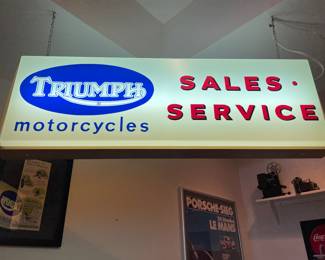 TRIUMPH
motorcycles
SALES ·
SERVICE
PORSCHE-SIEG
LE MANS